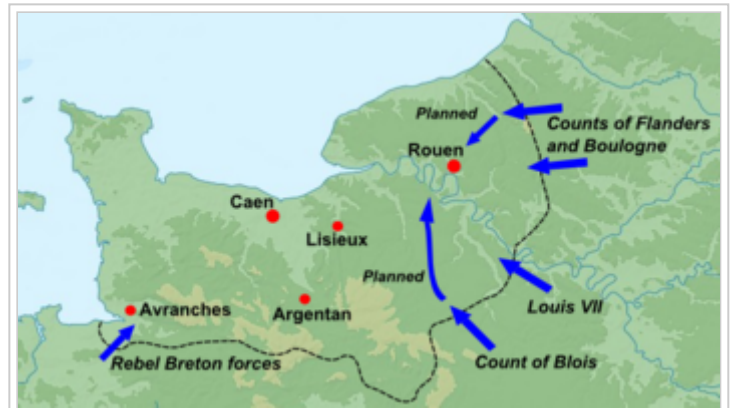 Planned
Counts of Flanders
and Boulogne
Rouen
Caen
Lisieux
Planned
Louis VII
Avranches
Argentan
Rebel Breton forces
Count of Blois